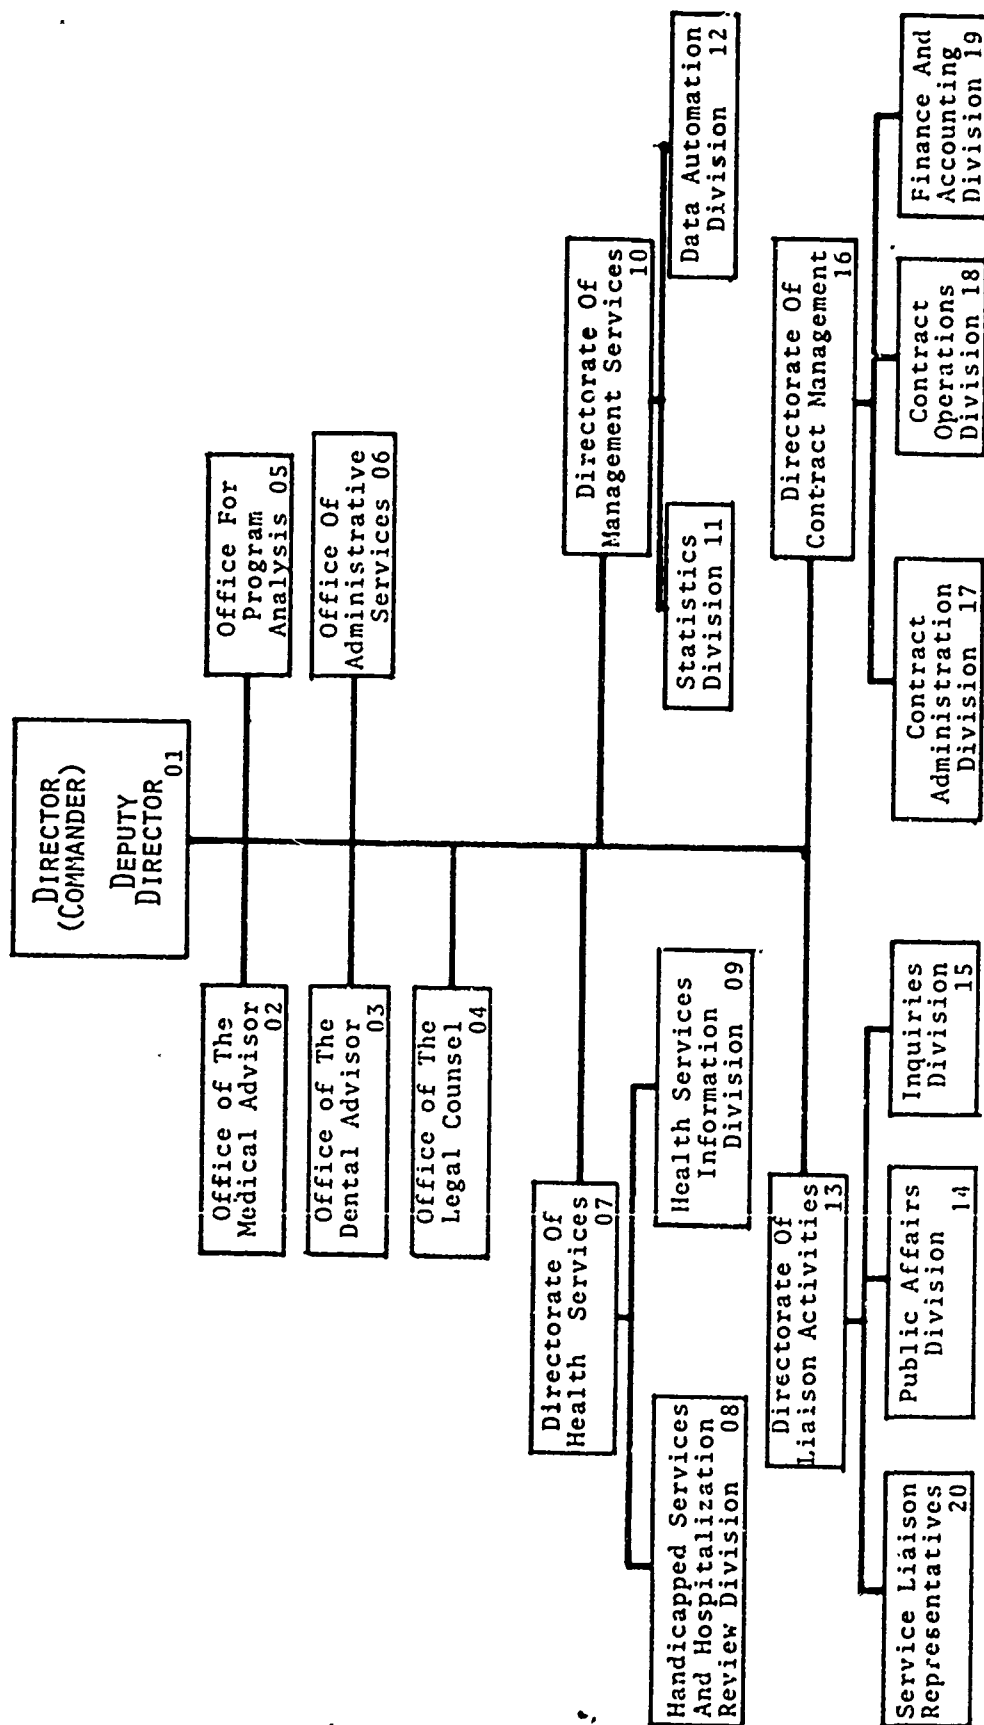 DIRECTOR
(COMMANDER)
DEPUTY
DIRECTOR 01
Office of The
Medical Advisor
02
Office For
Program
Analysis 05
Office of The
Dental Advisor
03
Office Of
Administrative
Services 06
Office of The
Legal Counsel
04
Directorate Of
Health Services
07
Directorate Of
Management Services
10
Handicapped Services
And Hospitalization
Review Division 08
Health Services
Information
Division 09
Statistics
Division 11
Data Automation
Division 12
Directorate Of
Liaison Activities
13
Directorate Of
Contract Management
16
Service Liaison
Representatives
20
Public Affairs
Division 14
Inquiries
Division
15
Contract
Administration
Division 17
Contract
Operations
Division 18
Finance And
Accounting
Division 19